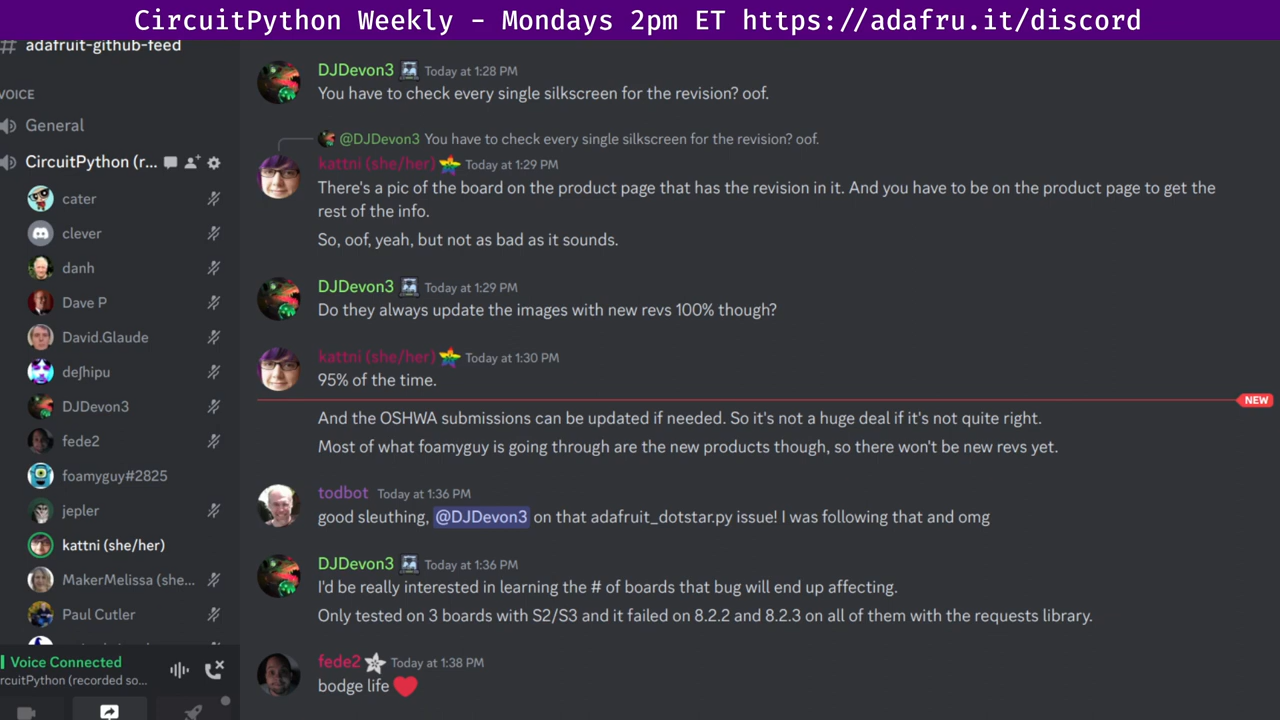 CircuitPython Weekly - Mondays 2pm ET https://adafru.it/discord
# adafruit-github-feed
VOICE
General
CircuitPython (r...
cater
clever
danh
Dave P
David.Glaude
deʃhipu
DJDevon3
fede2
foamyguy#2825
jepler
kattni (she/her)
MakerMelissa (she...
Paul Cutler
Voice Connected
rcuitPython (recorded so...
DJDevon3 Today at 1:28 PM
You have to check every single silkscreen for the revision? oof.
@DJDevon3 You have to check every single silkscreen for the revision? oof.
kattni (she/her) Today at 1:29 PM
There's a pic of the board on the product page that has the revision in it. And you have to be on the product page to get the
rest of the info.
So, oof, yeah, but not as bad as it sounds.
DJDevon3 Today at 1:29 PM
Do they always update the images with new revs 100% though?
kattni (she/her) Today at 1:30 PM
95% of the time.
NEW
And the OSHWA submissions can be updated if needed. So it's not a huge deal if it's not quite right.
Most of what foamyguy is going through are the new products though, so there won't be new revs yet.
todbot Today at 1:36 PM
good sleuthing, @DJDevon3 on that adafruit_dotstar.py issue! I was following that and omg
DJDevon3 Today at 1:36 PM
I'd be really interested in learning the # of boards that bug will end up affecting.
Only tested on 3 boards with S2/S3 and it failed on 8.2.2 and 8.2.3 on all of them with the requests library.
fede2 Today at 1:38 PM
bodge life ❤